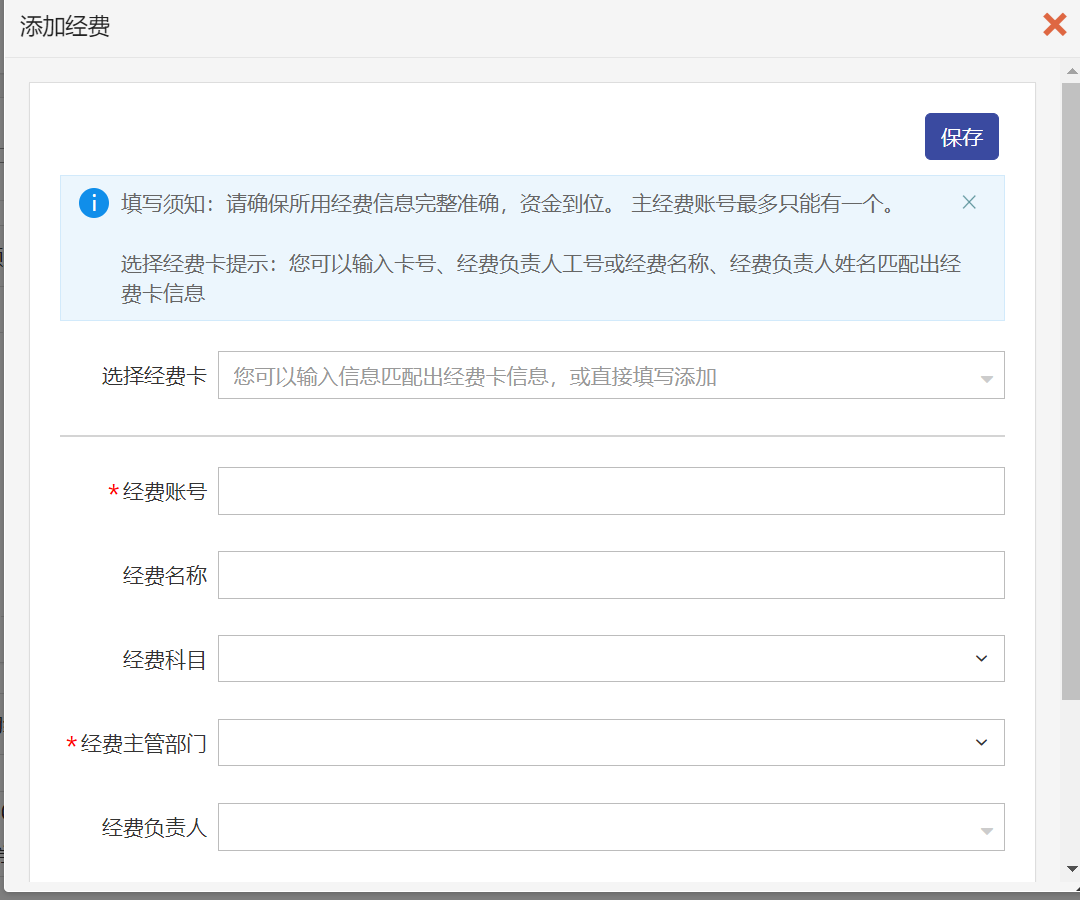 添加经费
保存
填写须知：请确保所用经费信息完整准确，资金到位。 主经费账号最多只能有一个。
选择经费卡提示：您可以输入卡号、经费负责人工号或经费名称、经费负责人姓名匹配出经
费卡信息
选择经费卡 您可以输入信息匹配出经费卡信息，或直接填写添加
*经费账号
经费名称
经费科目
*经费主管部门
经费负责人